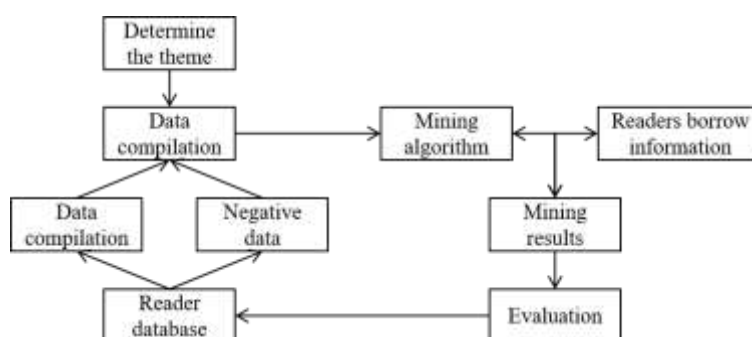 Determine
the theme
Data
compilation
Mining
algorithm
Readers borrow
information
Data
compilation
Negative
data
Mining
results
Reader
database
Evaluation